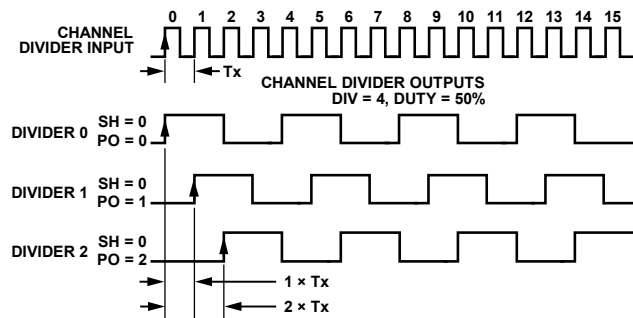 0 1 2 3 4 5 6 7 8 9 10 11 12 13 14 15
CHANNEL
DIVIDER INPUT
Tx
CHANNEL DIVIDER OUTPUTS
DIV = 4, DUTY = 50%
DIVIDER 0 SH = 0
PO = 0
DIVIDER 1 SH = 0
PO = 1
DIVIDER 2 SH = 0
PO = 2
1 × Tx
2 × Tx